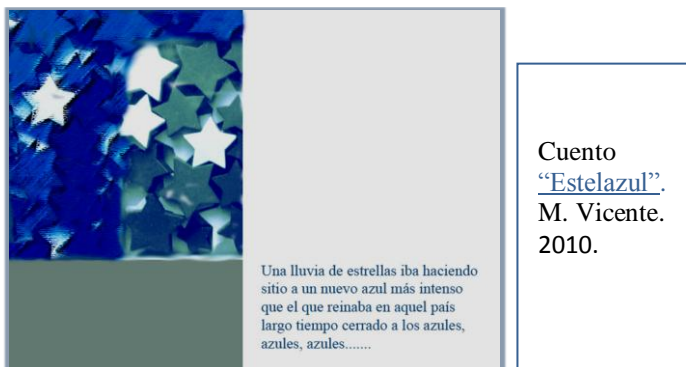 Una lluvia de estrellas iba haciendo
sitio a un nuevo azul más intenso
que el que reinaba en aquel país
largo tiempo cerrado a los azules,
azules, azules.......
Cuento
“Estelazul”.
M. Vicente.
2010.